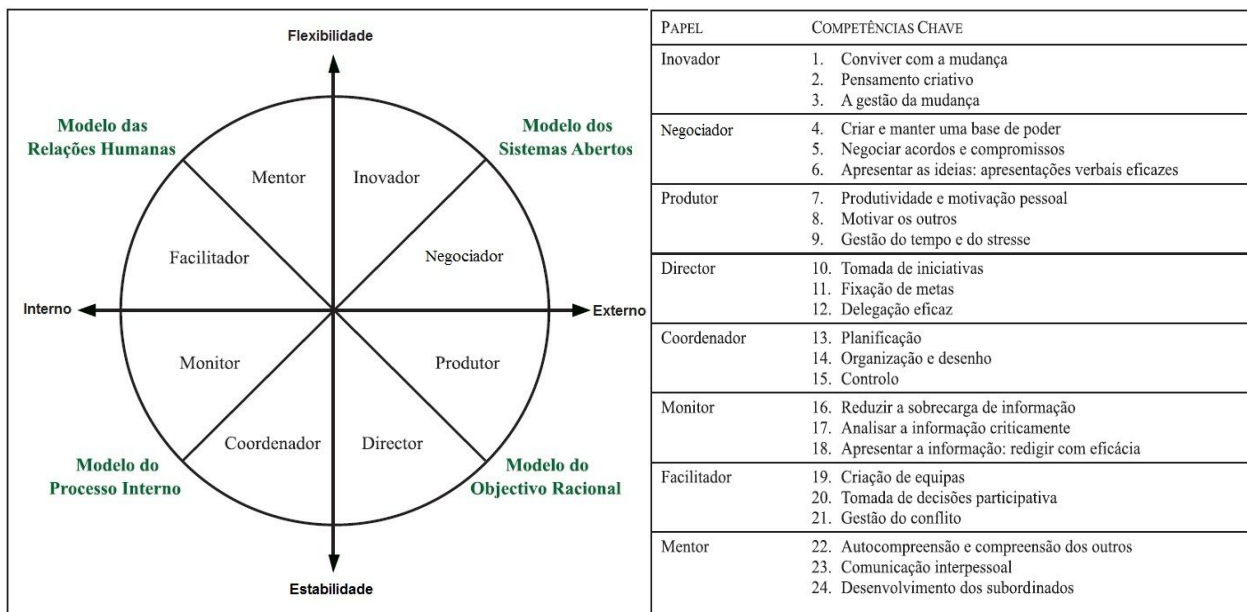 Flexibilidade
Modelo das
Relações Humanas
Modelo dos
Sistemas Abertos
Mentor
Inovador
Facilitador
Negociador
Interno
Externo
Monitor
Produtor
Coordenador
Director
Modelo do
Processo Interno
Modelo do
Objectivo Racional
Estabilidade
PAPEL COMPETÊNCIAS CHAVE
Inovador 1. Conviver com a mudança
2. Pensamento criativo
3. A gestão da mudança
Negociador 4. Criar e manter uma base de poder
5. Negociar acordos e compromissos
6. Apresentar as ideias: apresentações verbais eficazes
Produtor 7. Produtividade e motivação pessoal
8. Motivar os outros
9. Gestão do tempo e do stresse
Director 10. Tomada de iniciativas
11. Fixação de metas
12. Delegação eficaz
Coordenador 13. Planificação
14. Organização e desenho
15. Controlo
Monitor 16. Reduzir a sobrecarga de informação
17. Analisar a informação criticamente
18. Apresentar a informação: redigir com eficácia
Facilitador 19. Criação de equipas
20. Tomada de decisões participativa
21. Gestão do conflito
Mentor 22. Autocompreensão e compreensão dos outros
23. Comunicação interpessoal
24. Desenvolvimento dos subordinados